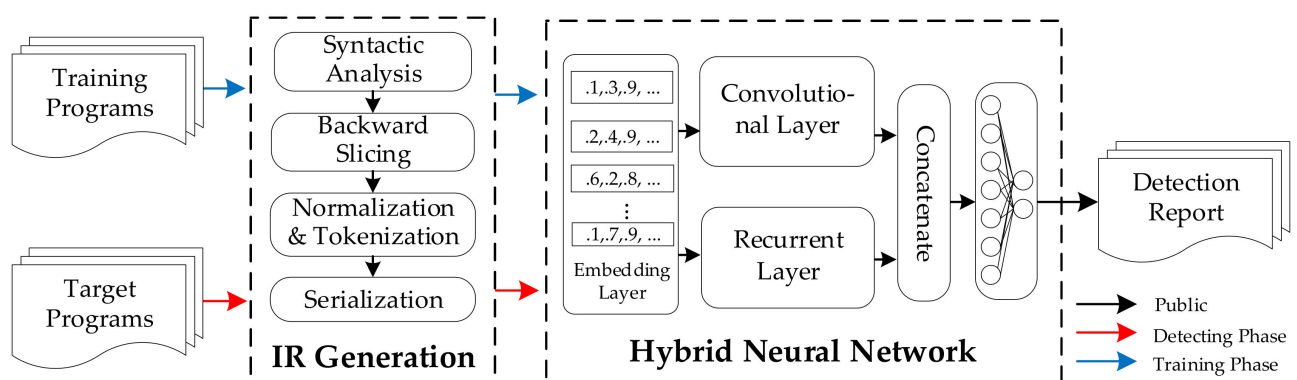 Training
Programs
Target
Programs
Syntactic
Analysis
Backward
Slicing
Normalization
& Tokenization
Serialization
IR Generation
.1,.3,.9, ...
.2,.4,.9, ...
.6,.2,.8, ...
...
.1,.7,.9, ...
Embedding
Layer
Convolutio-
nal Layer
Recurrent
Layer
Concatenate
Hybrid Neural Network
Detection
Report
Public
Detecting Phase
Training Phase